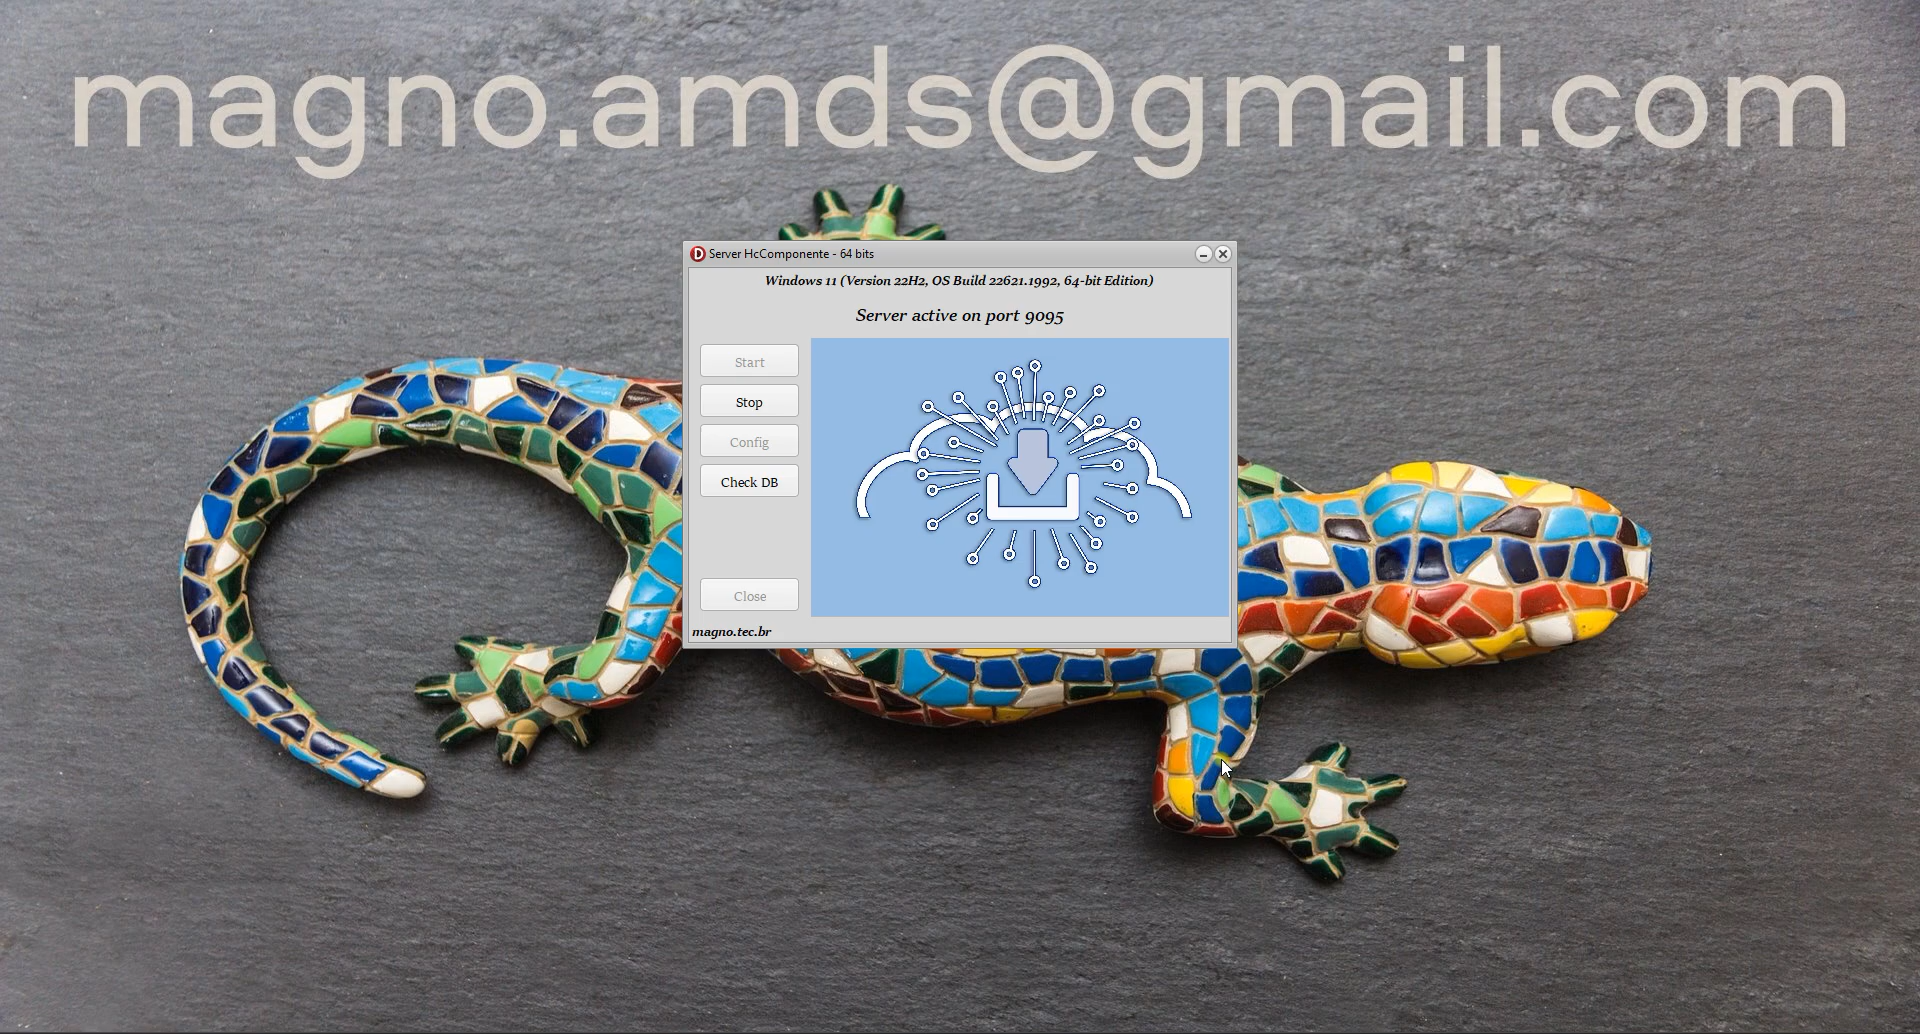 magno.amds@gmail.com
D Server HcComponente - 64 bits
Windows 11 (Version 22H2, OS Build 22621.1992, 64-bit Edition)
Server active on port 9095
Start
Stop
Config
Check DB
Close
magno.tec.br